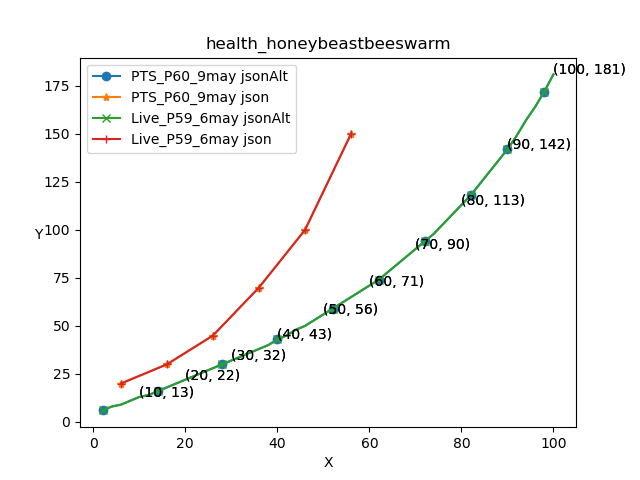 health_honeybeastbeeswarm
PTS_P60_9may jsonAlt
PTS_P60_9may json
Live_P59_6may jsonAlt
Live_P59_6may json
(100, 181)
(90, 142)
(80, 113)
(70, 90)
(60, 71)
(50, 56)
(40, 43)
(30, 32)
(20, 22)
(10, 13)
175
150
125
100
75
50
25
0
Y
0 20 40 60 80 100
X